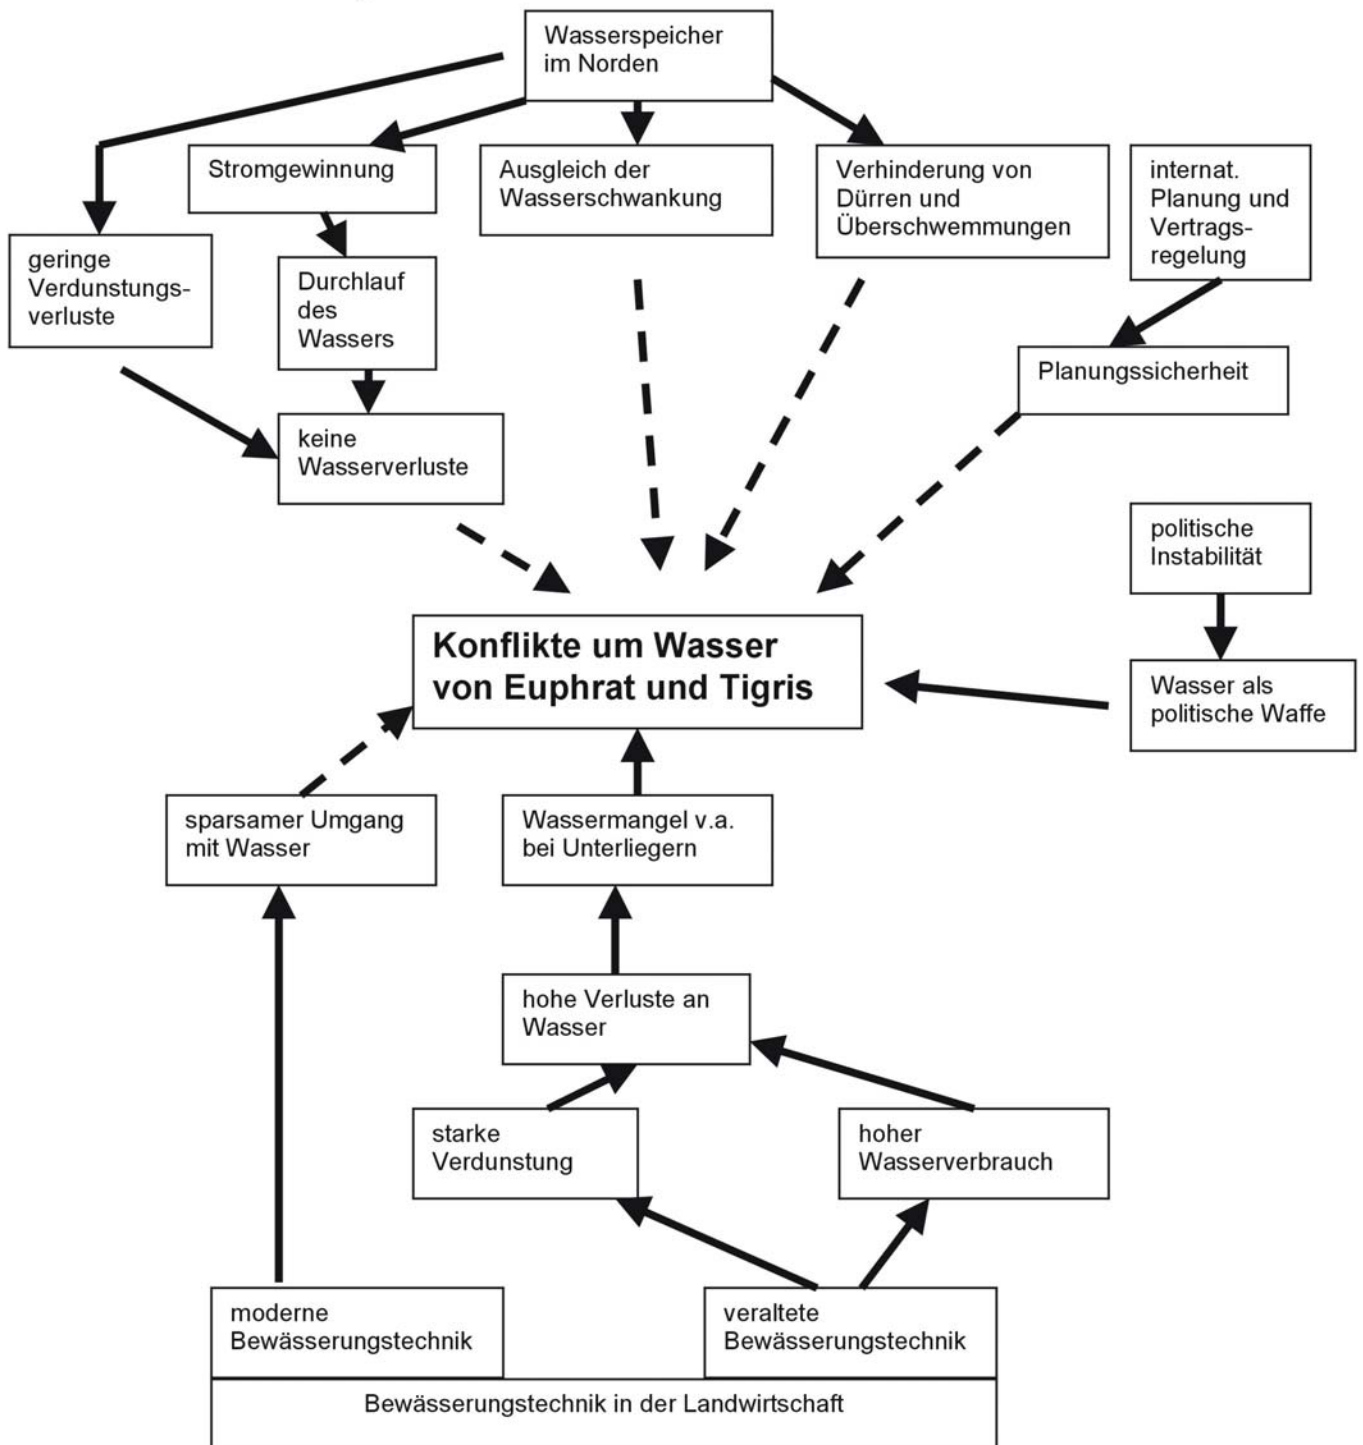 Wasserspeicher
im Norden
Stromgewinnung
Ausgleich der
Wasserschwankung
Verhinderung von
Dürren und
Überschwemmungen
internat.
Planung und
Vertrags-
regelung
geringe
Verdunstungs-
verluste
Durchlauf
des
Wassers
Planungssicherheit
keine
Wasserverluste
politische
Instabilität
Konflikte um Wasser
von Euphrat und Tigris
Wasser als
politische Waffe
sparsamer Umgang
mit Wasser
Wassermangel v.a.
bei Unterliegern
hohe Verluste an
Wasser
starke
Verdunstung
hoher
Wasserverbrauch
moderne
Bewässerungstechnik
veraltete
Bewässerungstechnik
Bewässerungstechnik in der Landwirtschaft